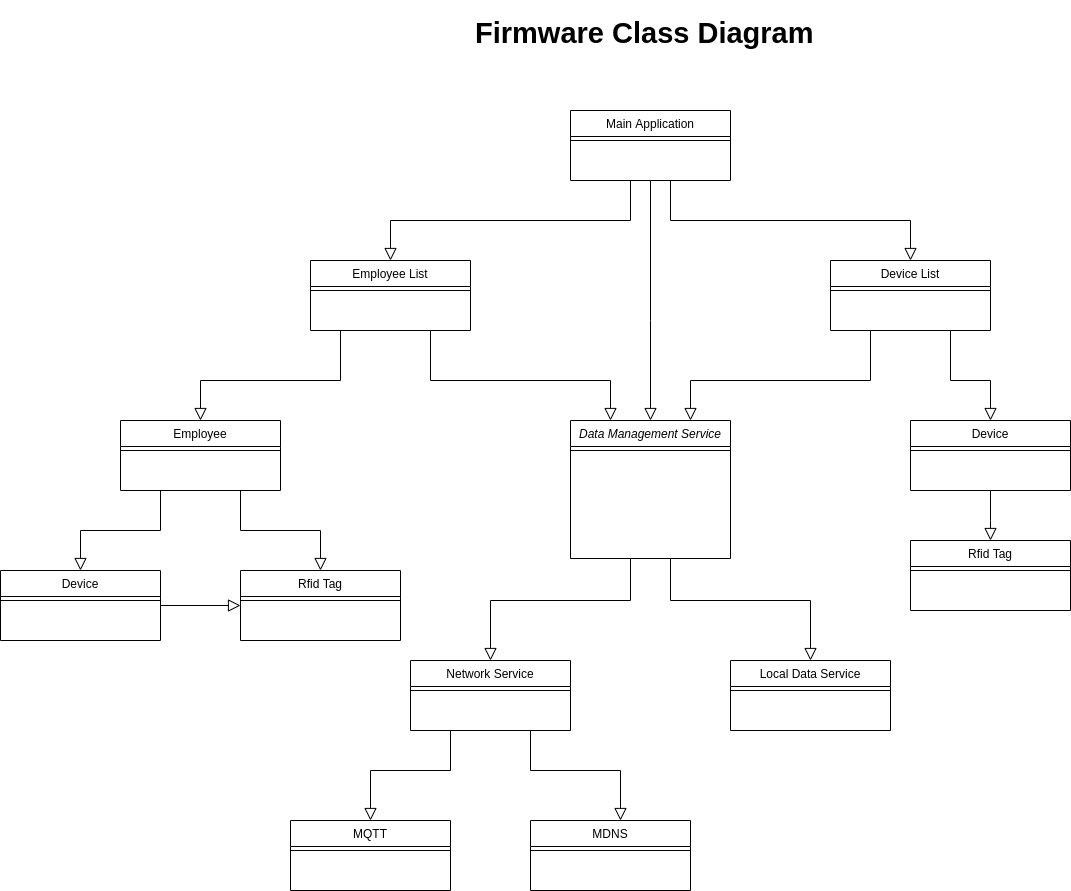 Firmware Class Diagram
Main Application
Employee List
Device List
Employee
Data Management Service
Device
Rfid Tag
Device
Rfid Tag
Network Service
Local Data Service
MQTT
MDNS